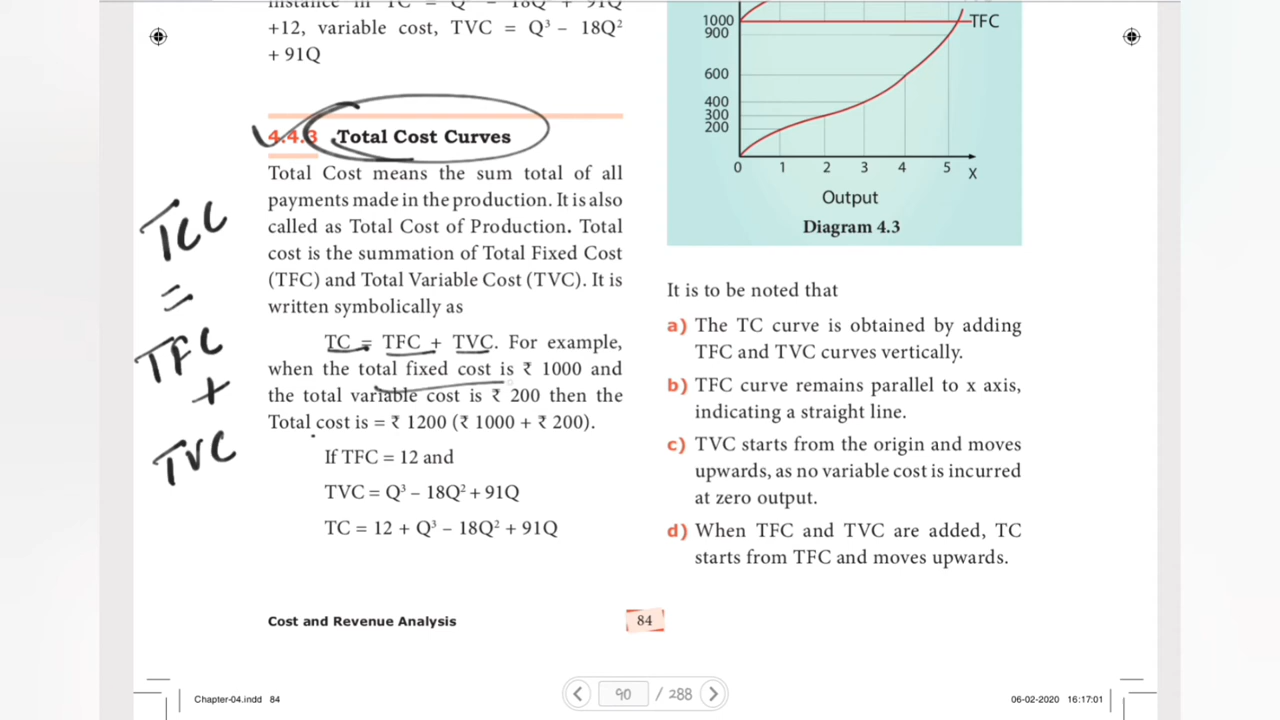 +12, variable cost, TVC = Q³ – 18Q²
+ 91Q
4.4.3 Total Cost Curves
Total Cost means the sum total of all
payments made in the production. It is also
called as Total Cost of Production. Total
cost is the summation of Total Fixed Cost
(TFC) and Total Variable Cost (TVC). It is
written symbolically as
TC = TFC + TVC. For example,
when the total fixed cost is ₹ 1000 and
the total variable cost is ₹ 200 then the
Total cost is = ₹ 1200 (₹ 1000 + ₹ 200).
If TFC = 12 and
TVC = Q³ – 18Q² + 91Q
TC = 12 + Q³ – 18Q² + 91Q
TCC
=
TFC
+
TVC
1000
TFC
900
600
400
300
200
0 1 2 3 4 5 X
Output
Diagram 4.3
It is to be noted that
a) The TC curve is obtained by adding
TFC and TVC curves vertically.
b) TFC curve remains parallel to x axis,
indicating a straight line.
c) TVC starts from the origin and moves
upwards, as no variable cost is incurred
at zero output.
d) When TFC and TVC are added, TC
starts from TFC and moves upwards.
Cost and Revenue Analysis
84
Chapter-04.indd 84
90 / 288
06-02-2020 16:17:01